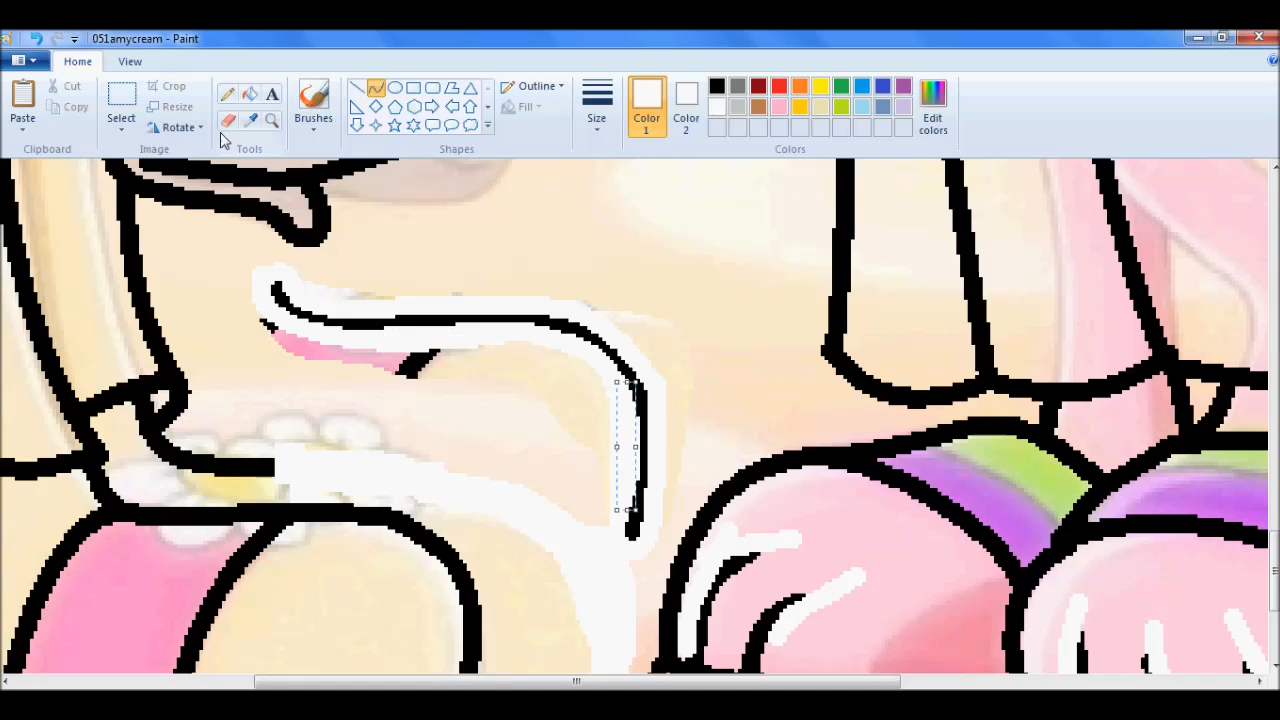 051amycream - Paint
Home
View
Paste
Cut
Copy
Clipboard
Select
Crop
Resize
Rotate
Image
A
Tools
Brushes
Shapes
Outline
Fill
Size
Color 1
Color 2
Edit colors
Colors